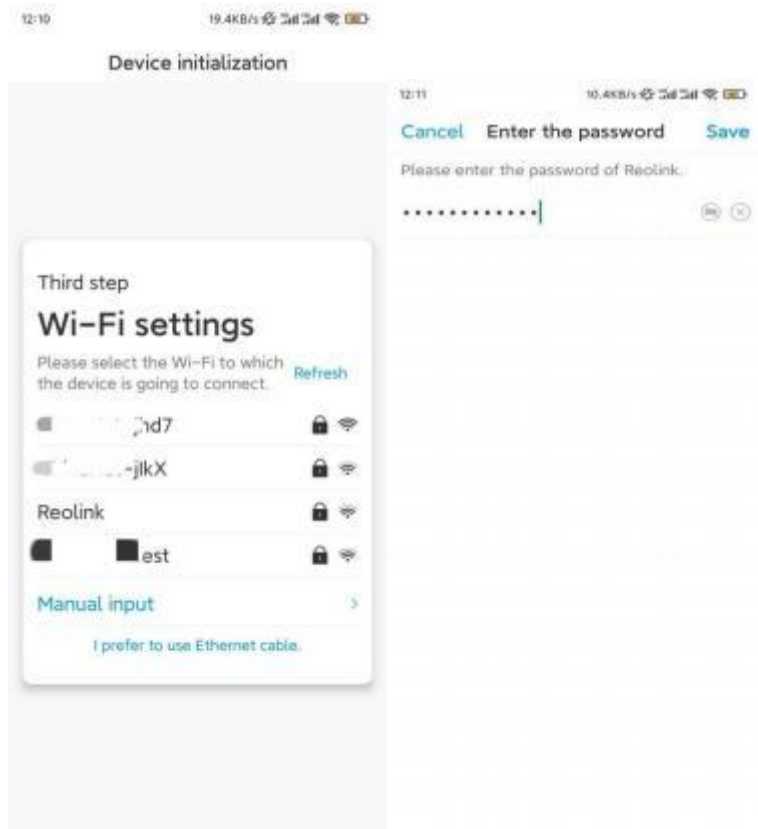 12:10
19.4KB/s
Device initialization
Third step
Wi-Fi settings
Please select the Wi-Fi to which
the device is going to connect.
Refresh
hd7
-jIkX
Reolink
est
Manual input
I prefer to use Ethernet cable.
12:11
10.4KB/s
Cancel Enter the password Save
Please enter the password of Reolink.
••••••••••••